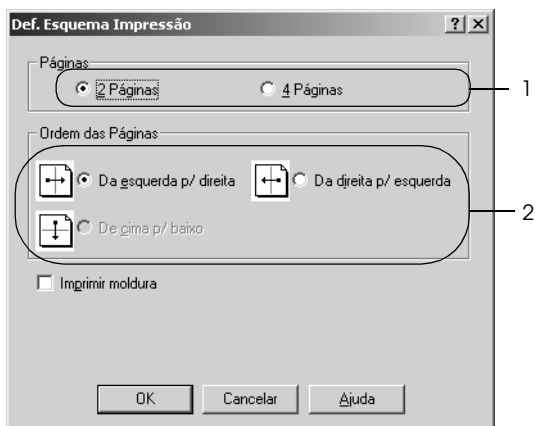 Def. Esquema Impressão
Páginas
2 Páginas 4 Páginas
1
Ordem das Páginas
Da esquerda p/ direita Da direita p/ esquerda
2
De cima p/ baixo
Imprimir moldura
OK Cancelar Ajuda